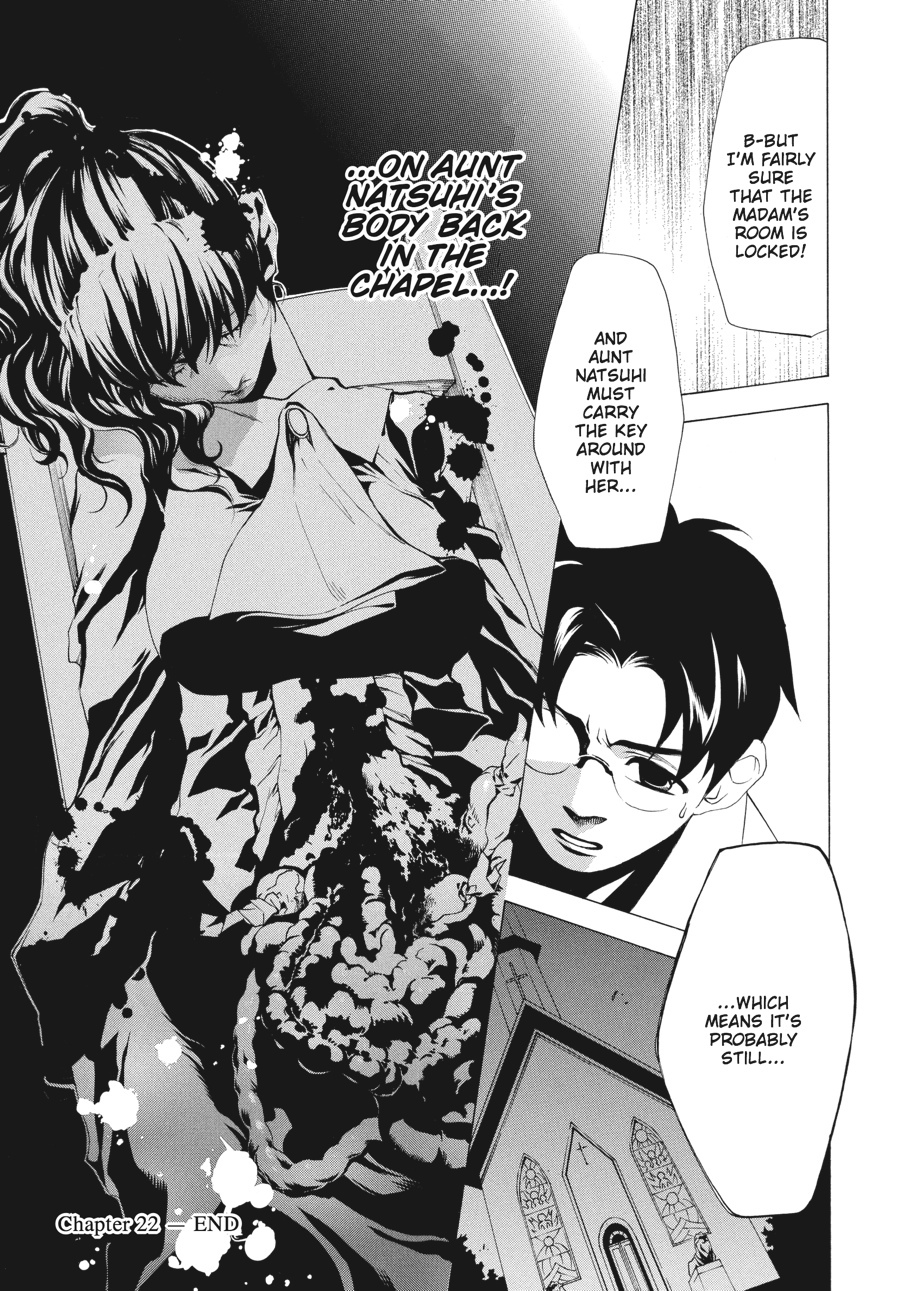 B-BUT
I'M FAIRLY
SURE
THAT THE
MADAM'S
ROOM IS
LOCKED!
AND
AUNT
NATSUHI
MUST
CARRY
THE KEY
AROUND
WITH
HER...
...WHICH
MEANS IT'S
PROBABLY
STILL...
...ON AUNT
NATSUHI'S
BODY BACK
IN THE
CHAPEL...!
Chapter 22 — END